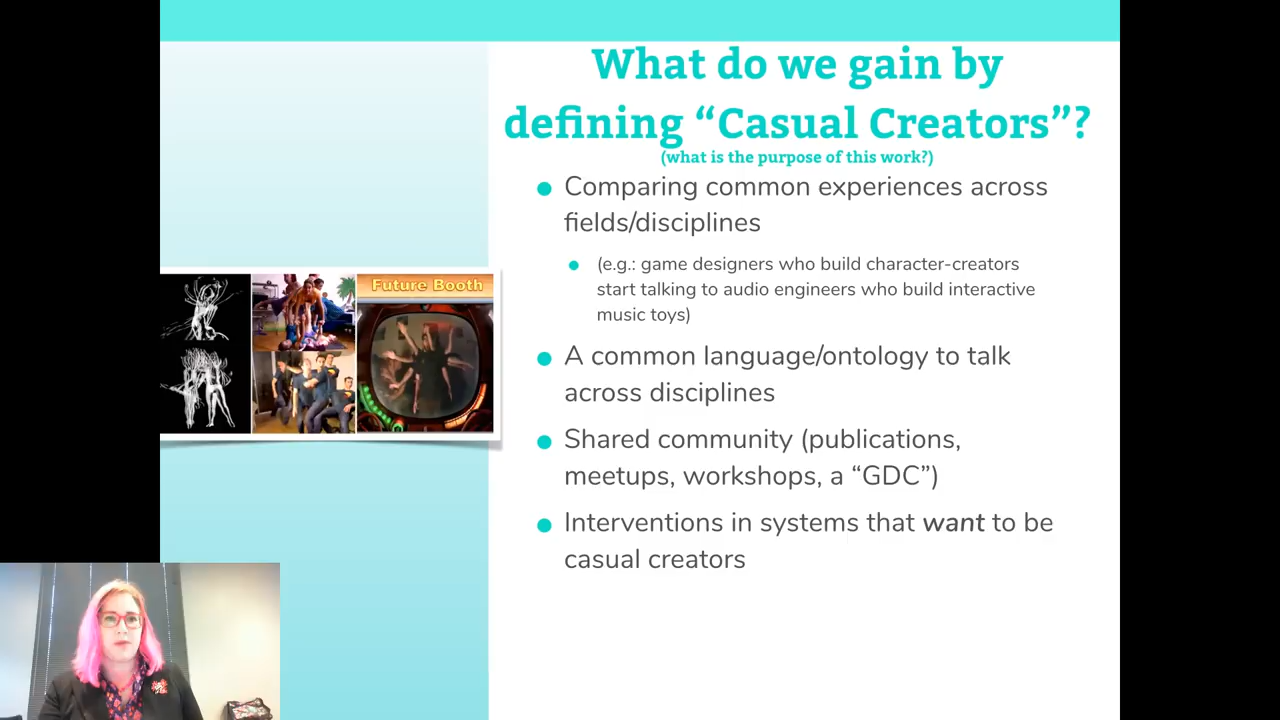 What do we gain by
defining “Casual Creators”?
(what is the purpose of this work?)
● Comparing common experiences across
fields/disciplines
● (e.g.: game designers who build character-creators
start talking to audio engineers who build interactive
music toys)
● A common language/ontology to talk
across disciplines
● Shared community (publications,
meetups, workshops, a “GDC”)
● Interventions in systems that want to be
casual creators
Future Booth